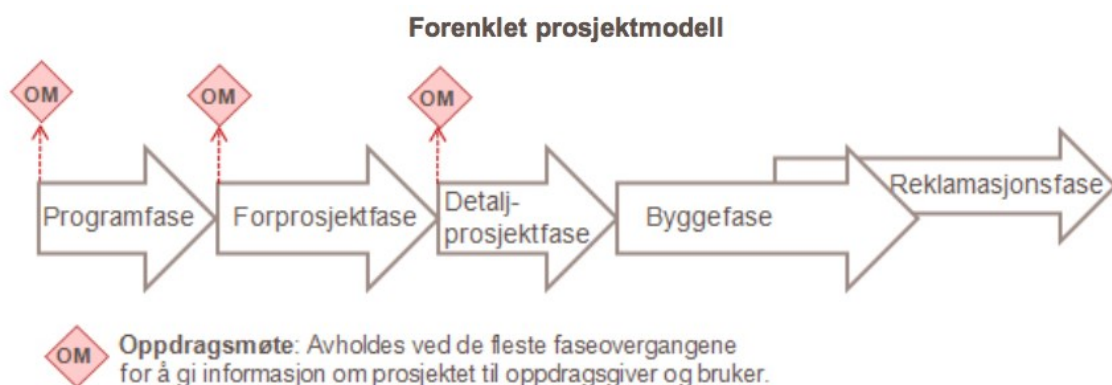 Forenklet prosjektmodell
OM
OM
OM
Programfase
Forprosjektfase
Detalj-
prosjektfase
Byggefase
Reklamasjonsfase
OM
Oppdragsmøte: Avholdes ved de fleste faseovergangene
for å gi informasjon om prosjektet til oppdragsgiver og bruker.